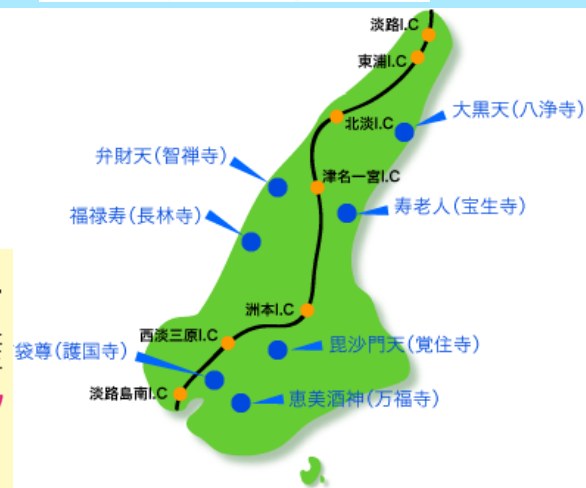 淡路I.C
東浦I.C
大黒天(八浄寺)
北淡I.C
弁財天(智禅寺)
津名一宮I.C
寿老人(宝生寺)
福禄寿(長林寺)
洲本I.C
西淡三原I.C
毘沙門天(覚住寺)
袋尊(護国寺)
淡路島南I.C
恵美酒神(万福寺)